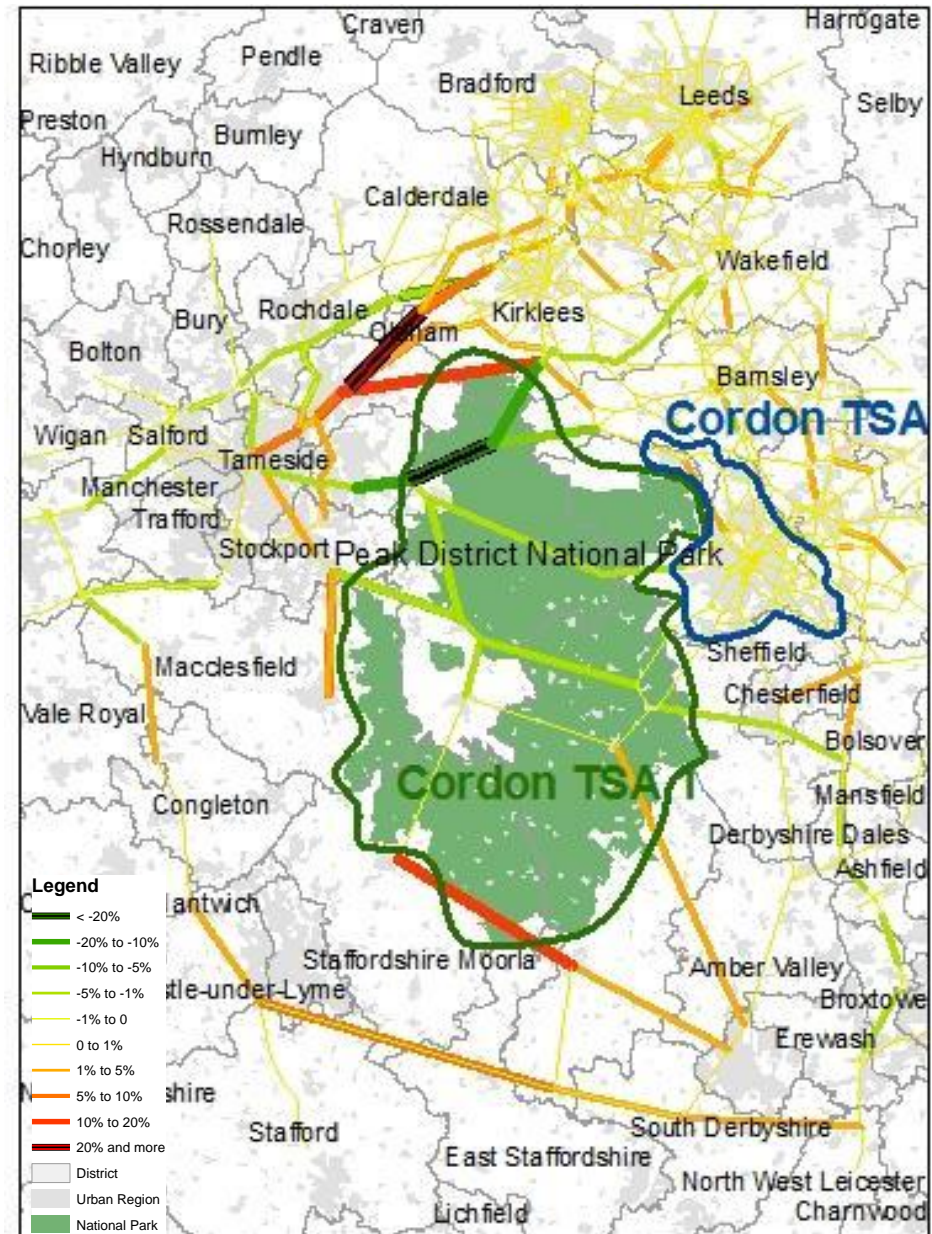 Craven
Harrogate
Pendle
Ribble Valley
Bradford
Leeds
Selby
Preston
Burnley
Hyndburn
Calderdale
Rossendale
Chorley
Wakefield
Rochdale
Kirklees
Bury
Oldham
Bolton
Barnsley
Cordon TSA
Wigan
Salford
Tameside
Manchester
Trafford
Stockport
Peak District National Park
Sheffield
Macclesfield
Chesterfield
Vale Royal
Bolsover
Cordon TSA 1
Mansfield
Congleton
Derbyshire Dales
Ashfield
Legend
antwich
< -20%
-20% to -10%
-10% to -5%
-5% to -1%
-1% to 0
0 to 1%
1% to 5%
5% to 10%
10% to 20%
20% and more
District
Urban Region
National Park
Staffordshire Moorla
Amber Valley
stle-under-Lyme
Broxtowe
Erewash
shire
Stafford
South Derbyshire
East Staffordshire
North West Leicester
Charnwood
Lichfield